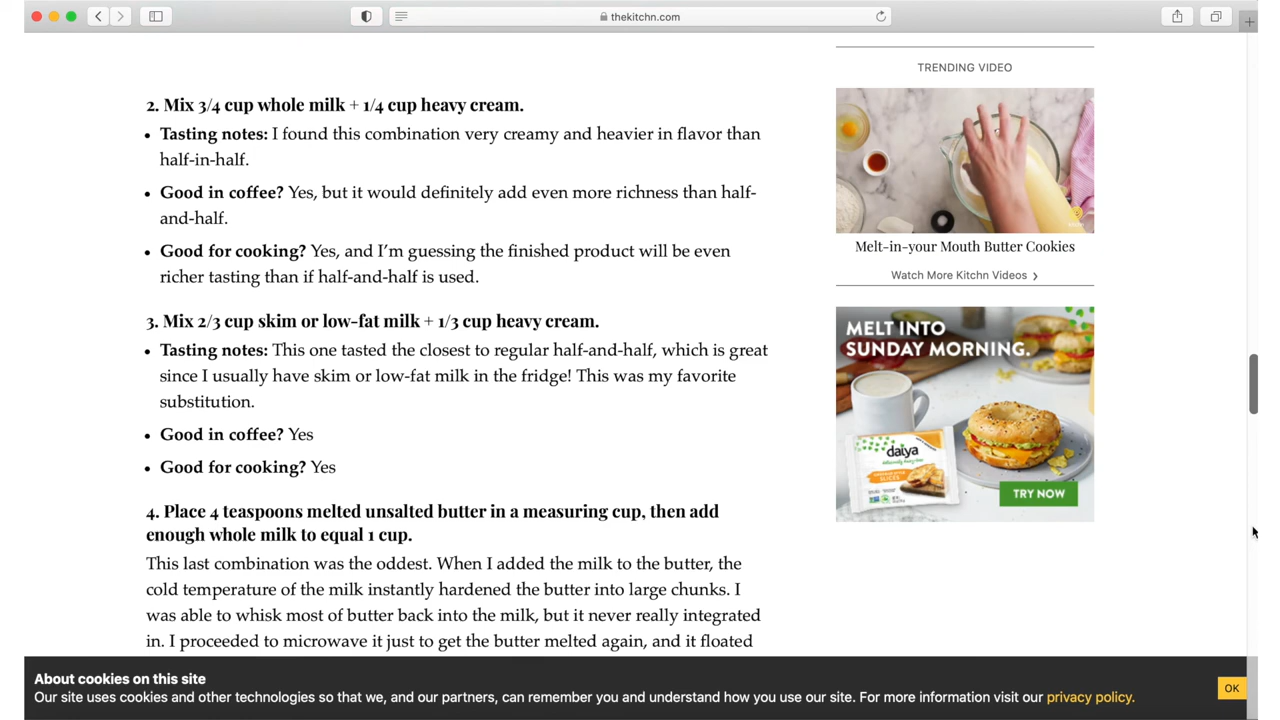 thekitchn.com
2. Mix 3/4 cup whole milk + 1/4 cup heavy cream.
• Tasting notes: I found this combination very creamy and heavier in flavor than
half-in-half.
• Good in coffee? Yes, but it would definitely add even more richness than half-
and-half.
• Good for cooking? Yes, and I'm guessing the finished product will be even
richer tasting than if half-and-half is used.
3. Mix 2/3 cup skim or low-fat milk + 1/3 cup heavy cream.
• Tasting notes: This one tasted the closest to regular half-and-half, which is great
since I usually have skim or low-fat milk in the fridge! This was my favorite
substitution.
• Good in coffee? Yes
• Good for cooking? Yes
4. Place 4 teaspoons melted unsalted butter in a measuring cup, then add
enough whole milk to equal 1 cup.
This last combination was the oddest. When I added the milk to the butter, the
cold temperature of the milk instantly hardened the butter into large chunks. I
was able to whisk most of butter back into the milk, but it never really integrated
in. I proceeded to microwave it just to get the butter melted again, and it floated
TRENDING VIDEO
Melt-in-your Mouth Butter Cookies
Watch More Kitchn Videos >
MELT INTO
SUNDAY MORNING.
daiya
SLICES
TRY NOW
About cookies on this site
Our site uses cookies and other technologies so that we, and our partners, can remember you and understand how you use our site. For more information visit our privacy policy.
OK